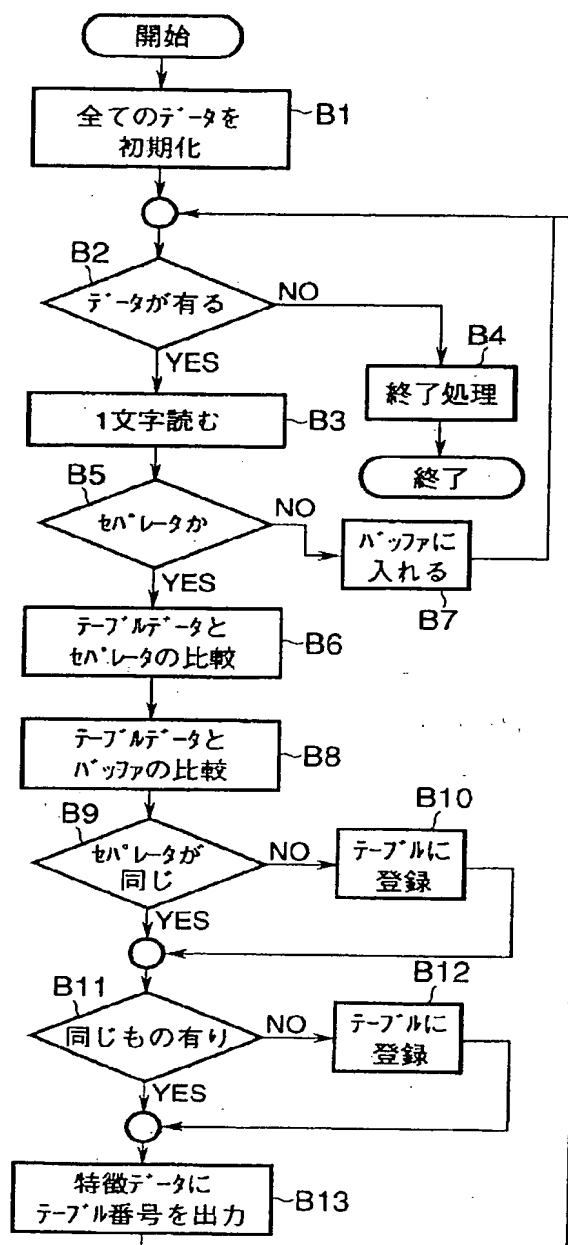 開始
全てのデータを
初期化
B1
B2
データが有る
NO
YES
B4
終了処理
1文字読む
B3
終了
B5
セパレータか
NO
YES
バッファに
入れる
B7
テーブルデータと
セパレータの比較
B6
テーブルデータと
バッファの比較
B8
B9
セパレータが
同じ
NO
YES
B10
テーブルに
登録
B11
同じもの有り
NO
YES
B12
テーブルに
登録
特徴データに
テーブル番号を出力
B13